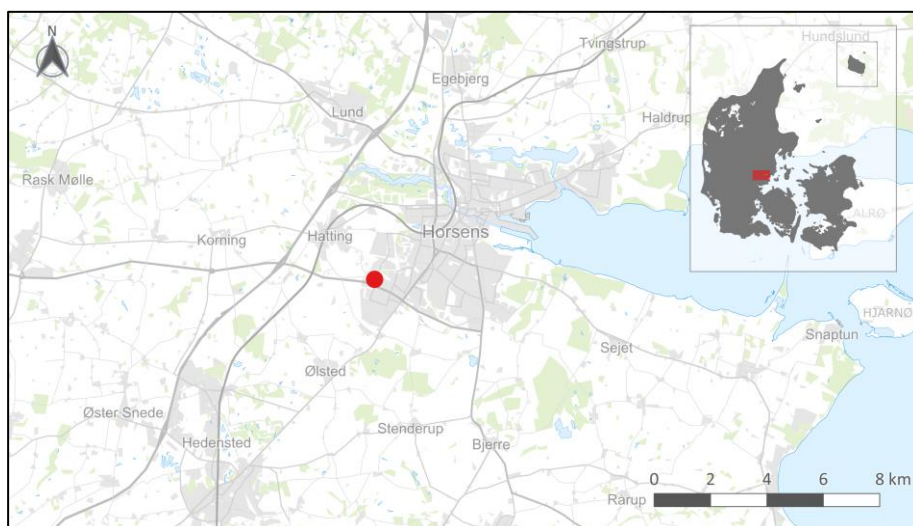 N
Tvingstrup
Hundslund
Egebjerg
Lund
Haldrup
Rask Mølle
ALRØ
Korning
Hatting
Horsens
HJARNØ
Snaptun
Sejet
Ølsted
Øster Snede
Stenderup
Hedensted
Bjerre
0 2 4 6 8 km
Rårup